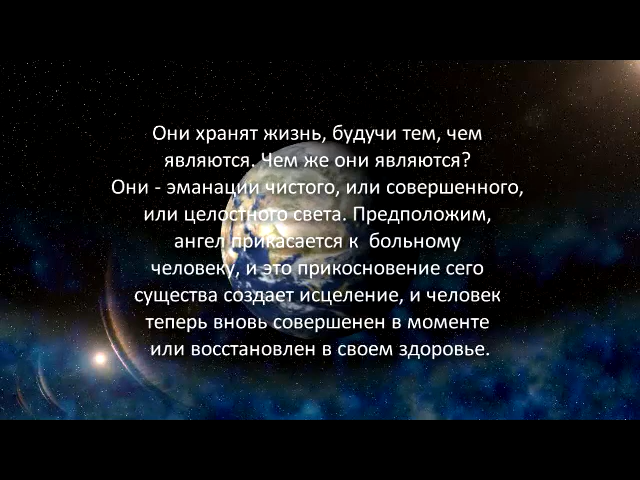 Они хранят жизнь, будучи тем, чем
являются. Чем же они являются?
Они - эманации чистого, или совершенного,
или целостного света. Предположим,
ангел прикасается к больному
человеку, и это прикосновение сего
существа создает исцеление, и человек
теперь вновь совершенен в моменте
или восстановлен в своем здоровье.